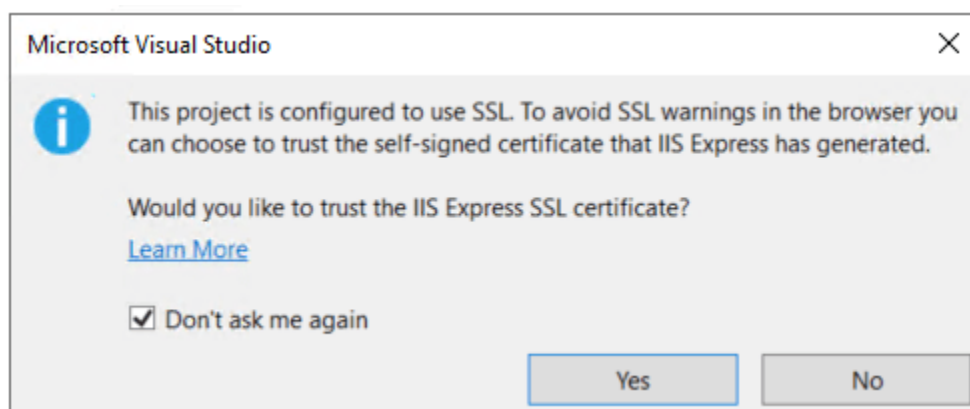 Microsoft Visual Studio
This project is configured to use SSL. To avoid SSL warnings in the browser you
can choose to trust the self-signed certificate that IIS Express has generated.
Would you like to trust the IIS Express SSL certificate?
Learn More
Don't ask me again
Yes No